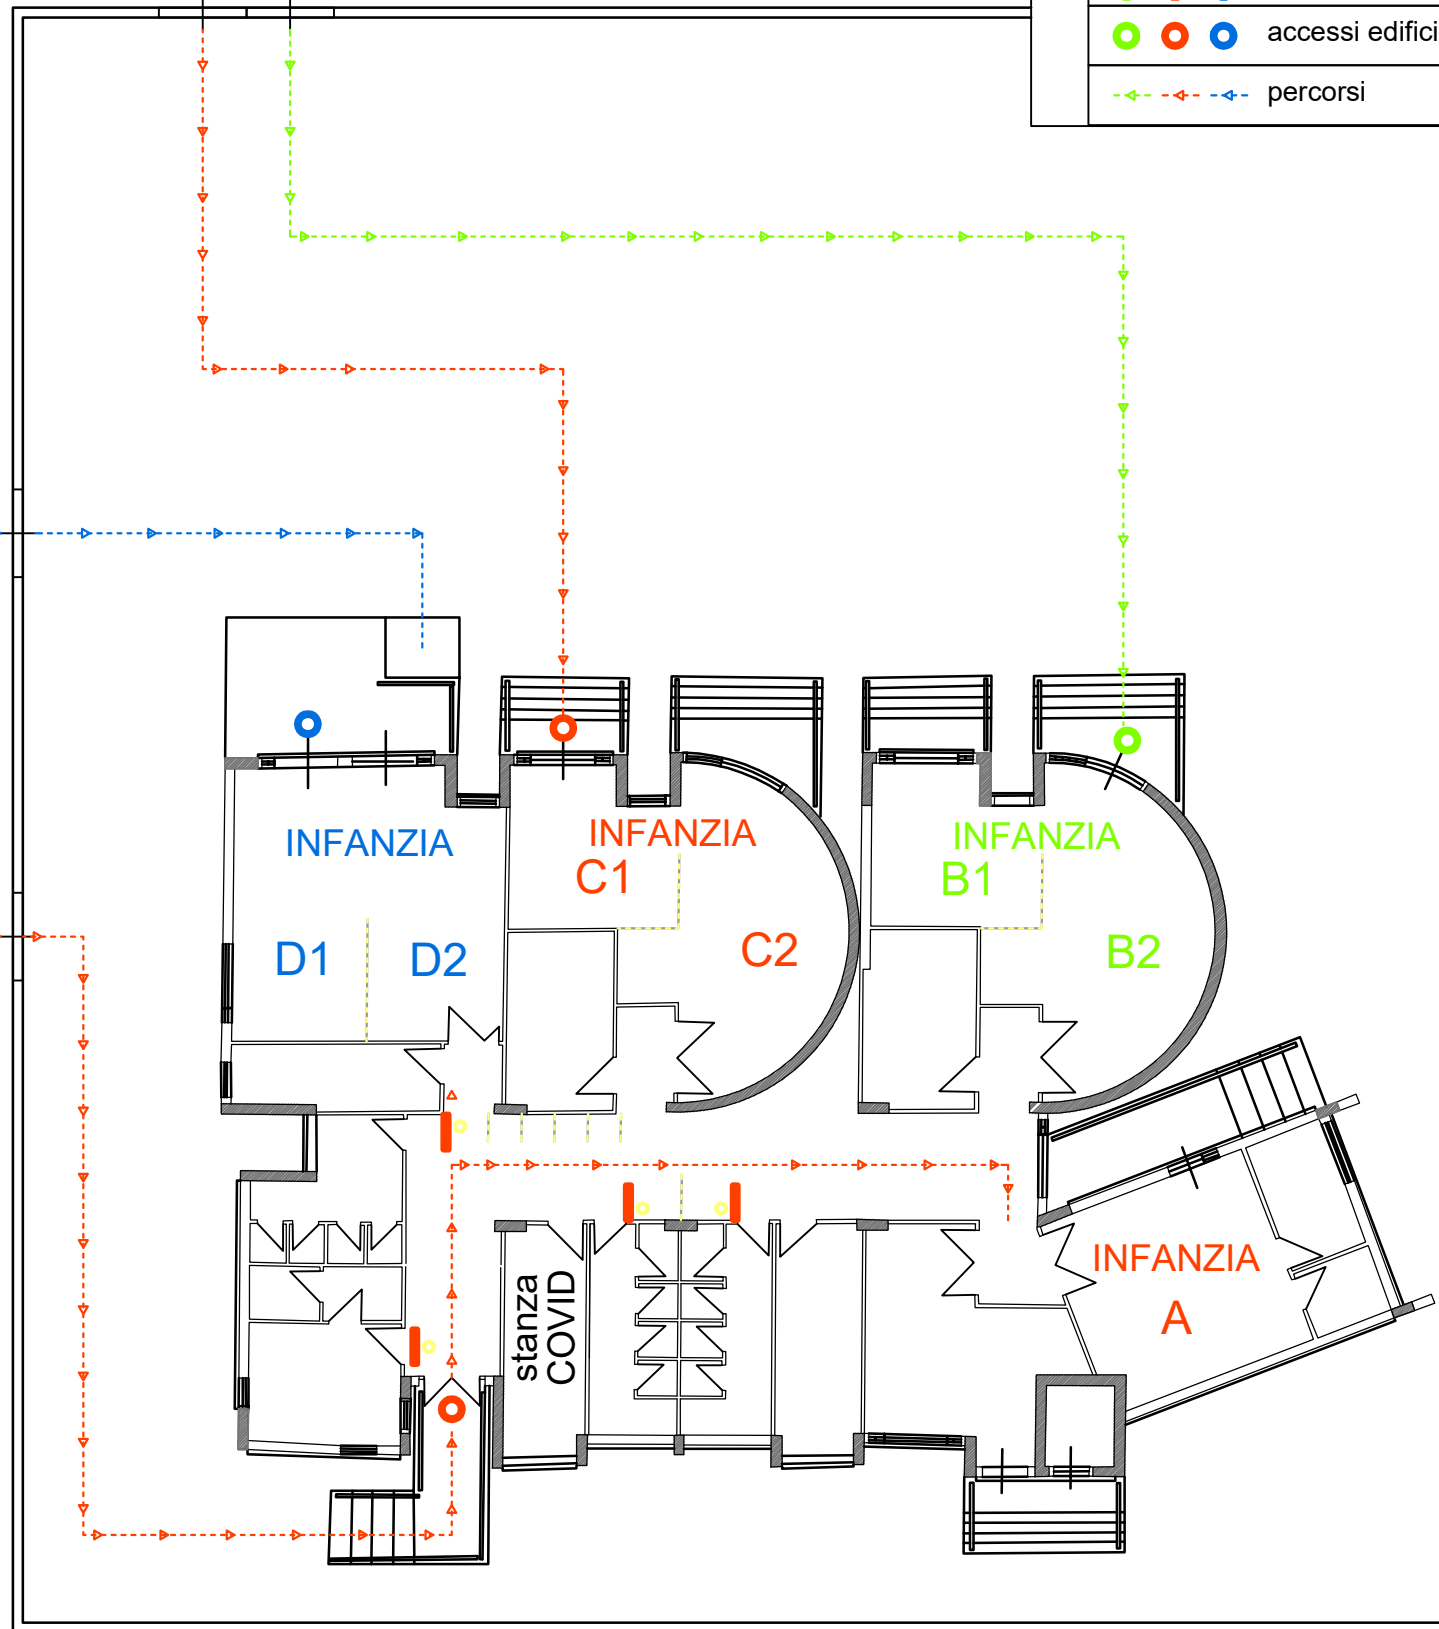 accessi edifici
percorsi
INFANZIA
D1
D2
INFANZIA
C1
C2
INFANZIA
B1
B2
INFANZIA
A
stanza
COVID